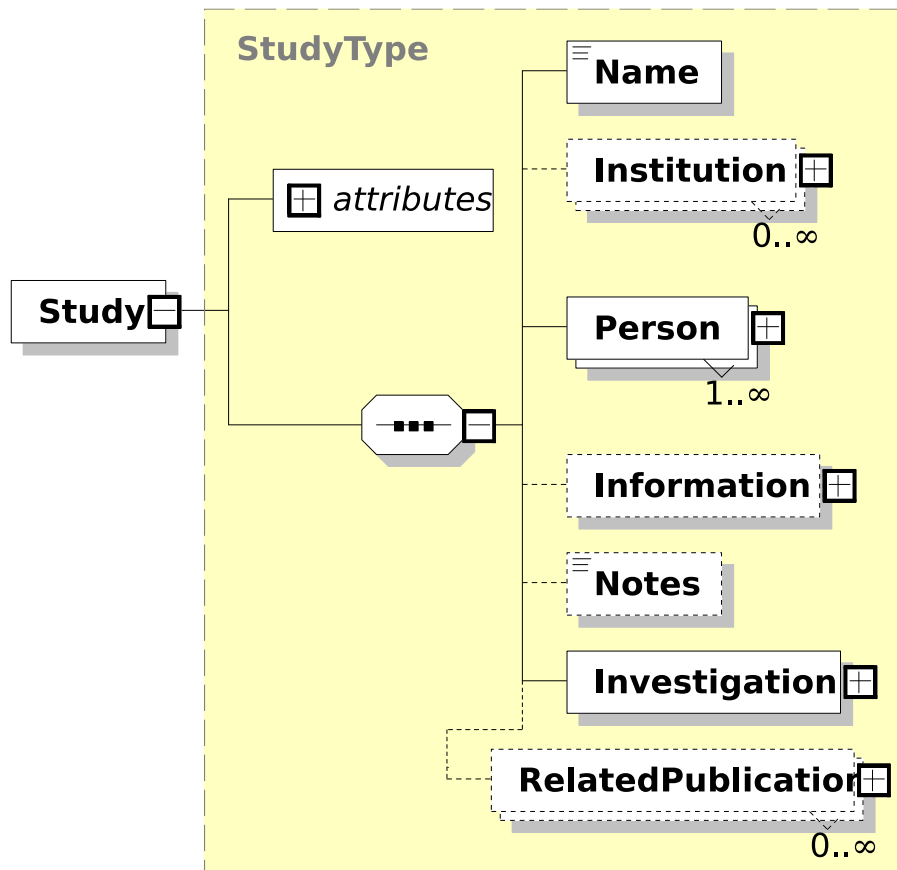 StudyType
Name
Institution
0..∞
attributes
Study
Person
1..∞
Information
Notes
Investigation
RelatedPublication
0..∞